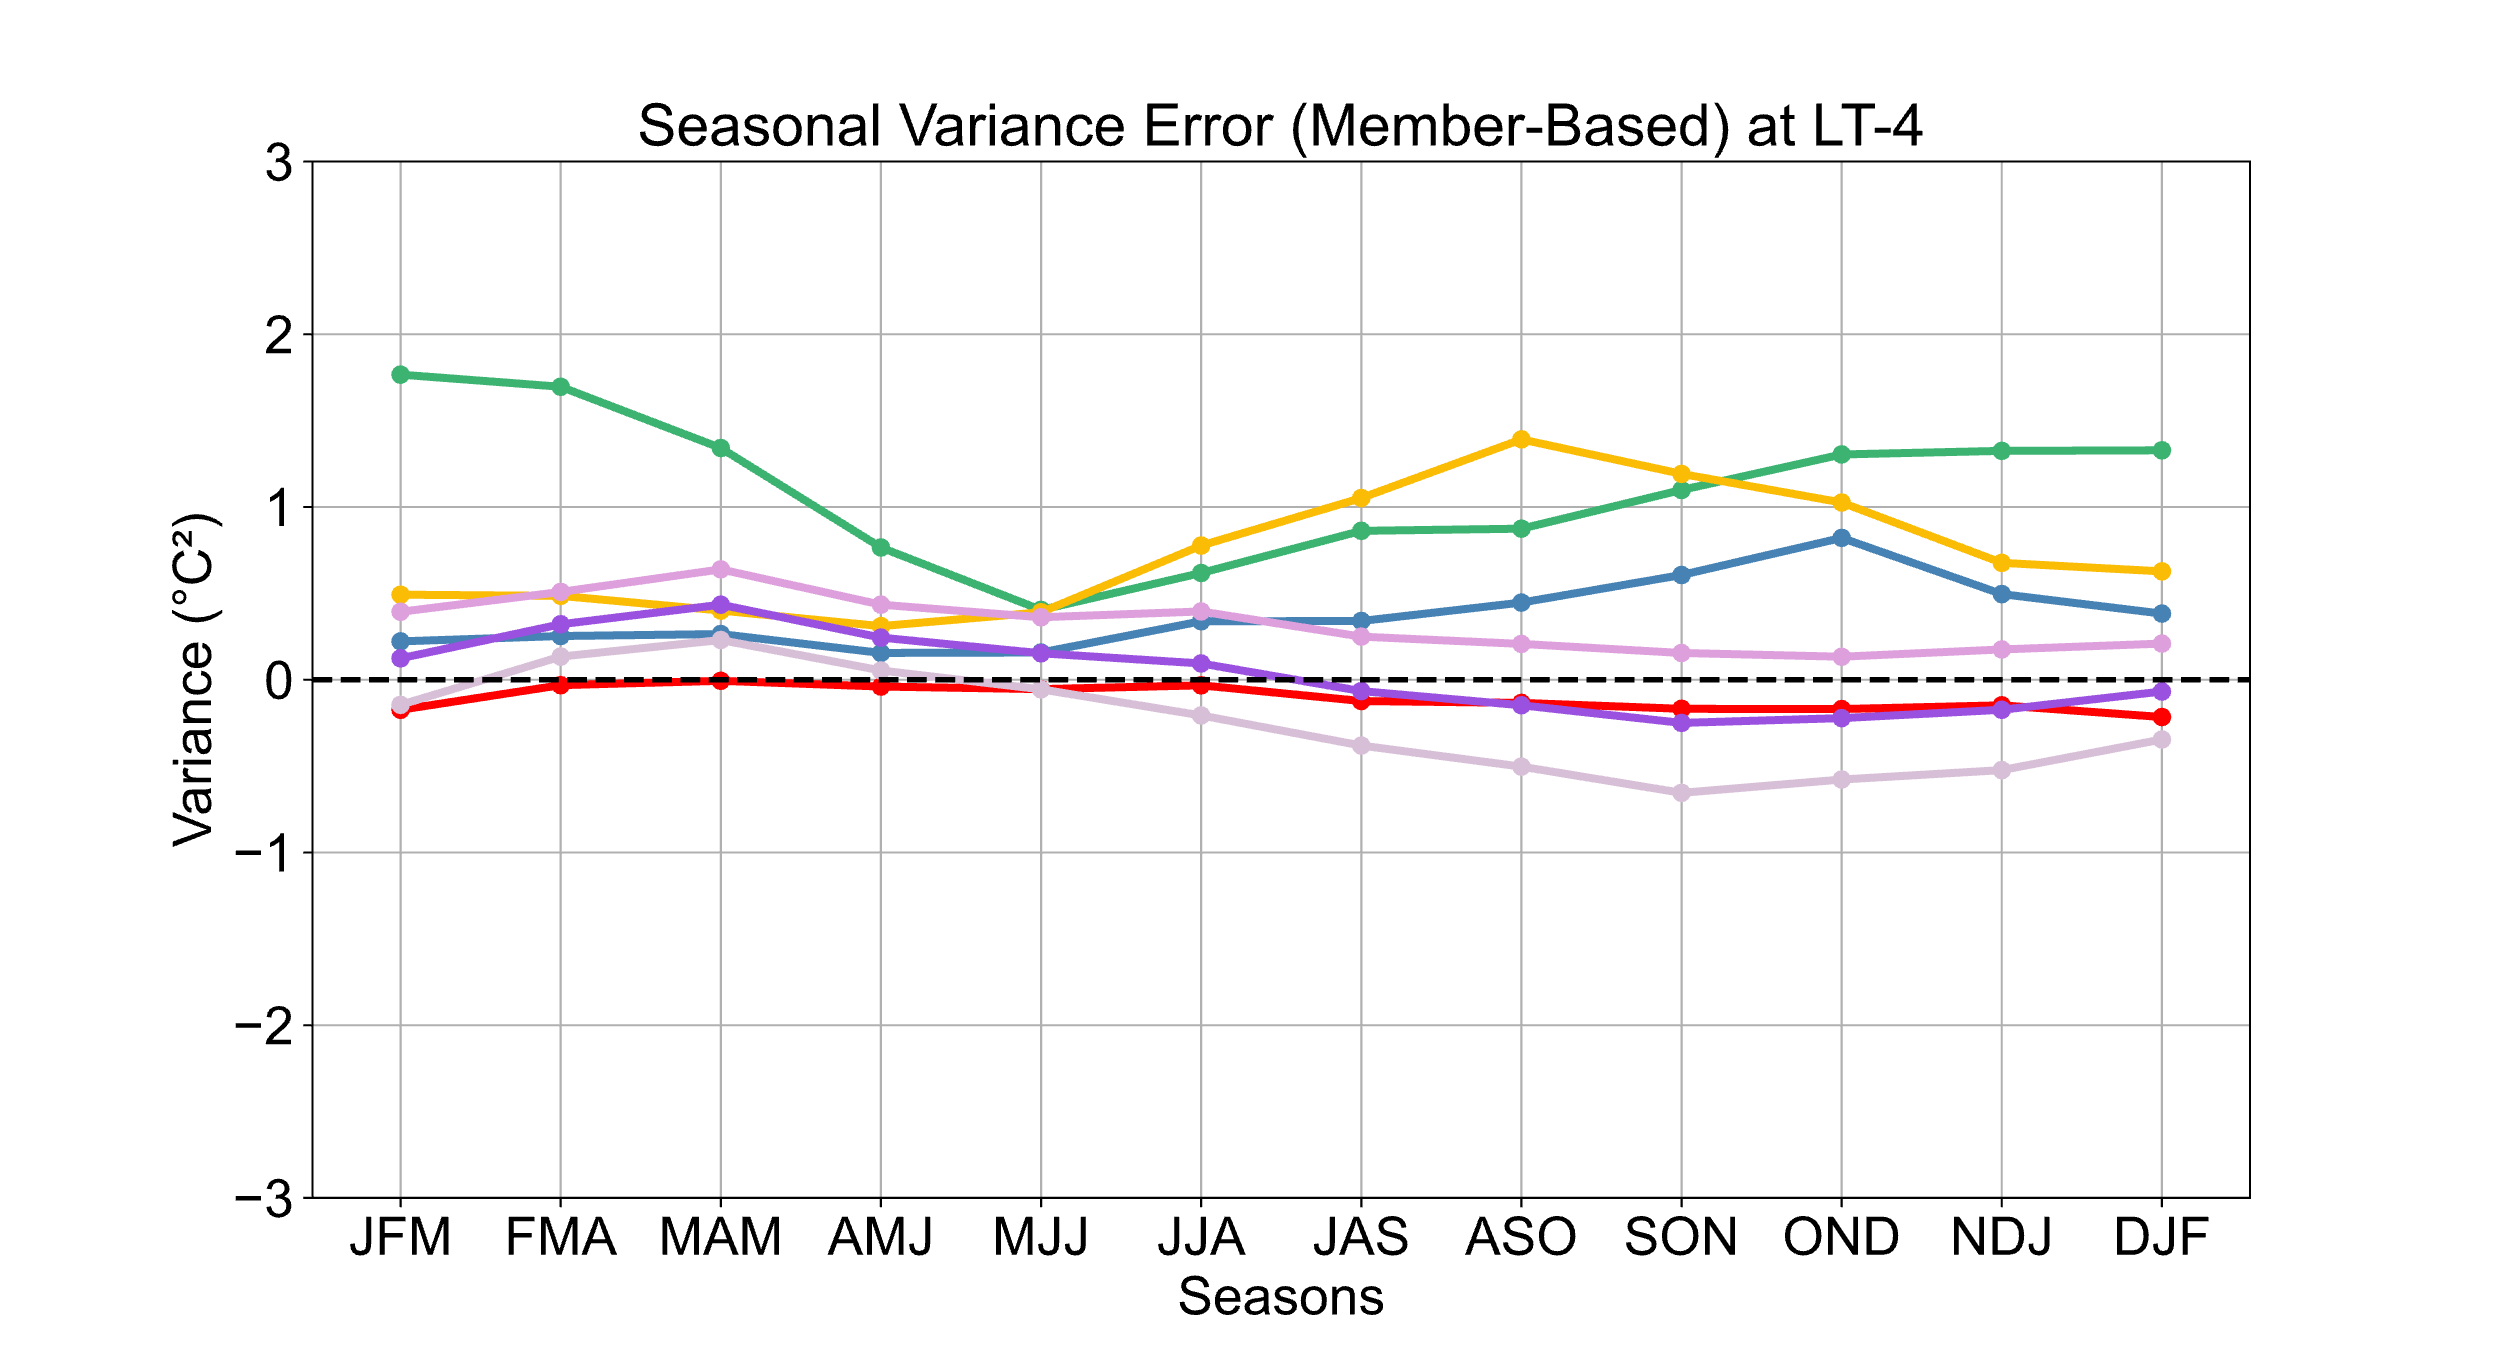 Seasonal Variance Error (Member-Based) at LT-4
3
2
1
0
−1
−2
−3
Variance (°C²)
JFM FMA MAM AMJ MJJ JJA JAS ASO SON OND NDJ DJF
Seasons